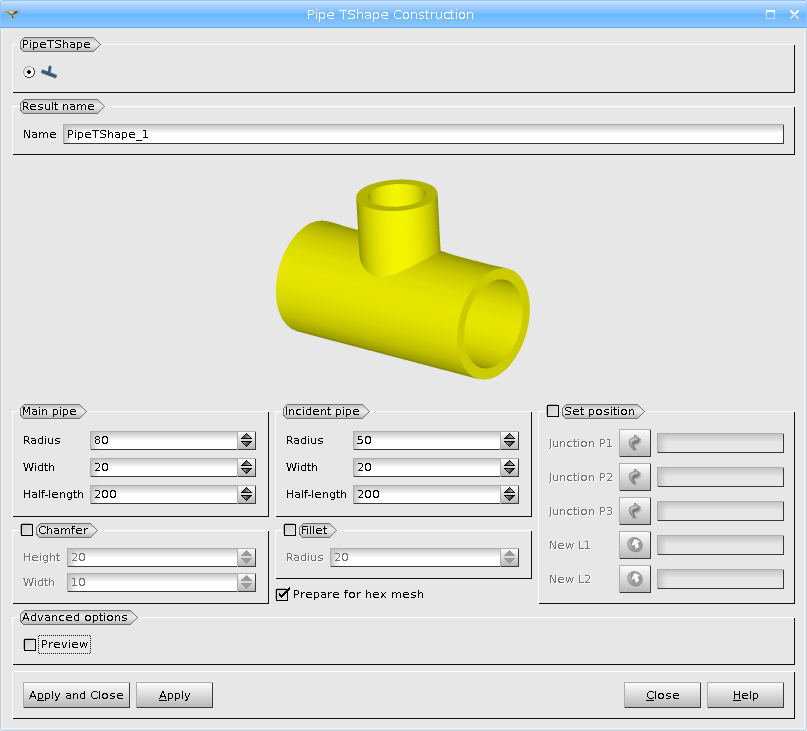 Pipe TShape Construction
PipeTShape
Result name
Name PipeTShape_1
Main pipe
Radius 80
Width 20
Half-length 200
Incident pipe
Radius 50
Width 20
Half-length 200
Set position
Junction P1
Junction P2
Junction P3
New L1
New L2
Chamfer
Height 20
Width 10
Fillet
Radius 20
Prepare for hex mesh
Advanced options
Preview
Apply and Close Apply Close Help